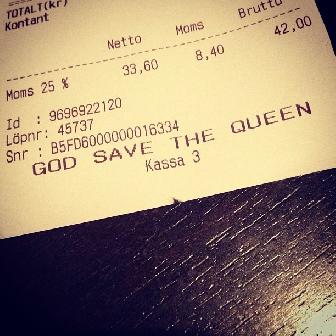 TOTALT(kr)
Kontant
Netto Moms Brutto
Moms 25 % 33,60 8,40 42,00
Id : 9696922120
Löpnr: 45737
Snr : B5FD6000000016334
GOD SAVE THE QUEEN
Kassa 3